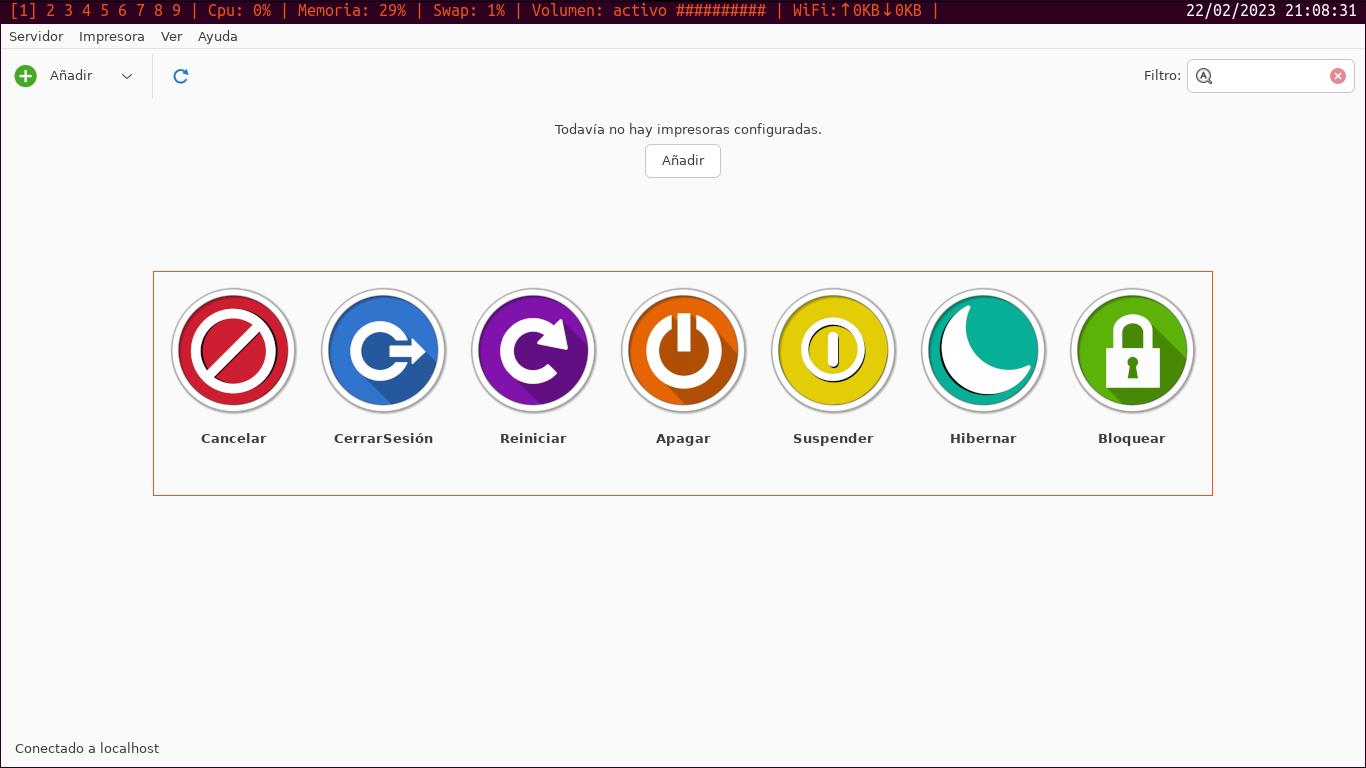 [1] 2 3 4 5 6 7 8 9 | Cpu: 0% | Memoria: 29% | Swap: 1% | Volumen: activo ########## | WiFi:↑0KB↓0KB | 22/02/2023 21:08:31
Servidor Impresora Ver Ayuda
Añadir Filtro:
Todavía no hay impresoras configuradas.
Añadir
Cancelar CerrarSesión Reiniciar Apagar Suspender Hibernar Bloquear
Conectado a localhost